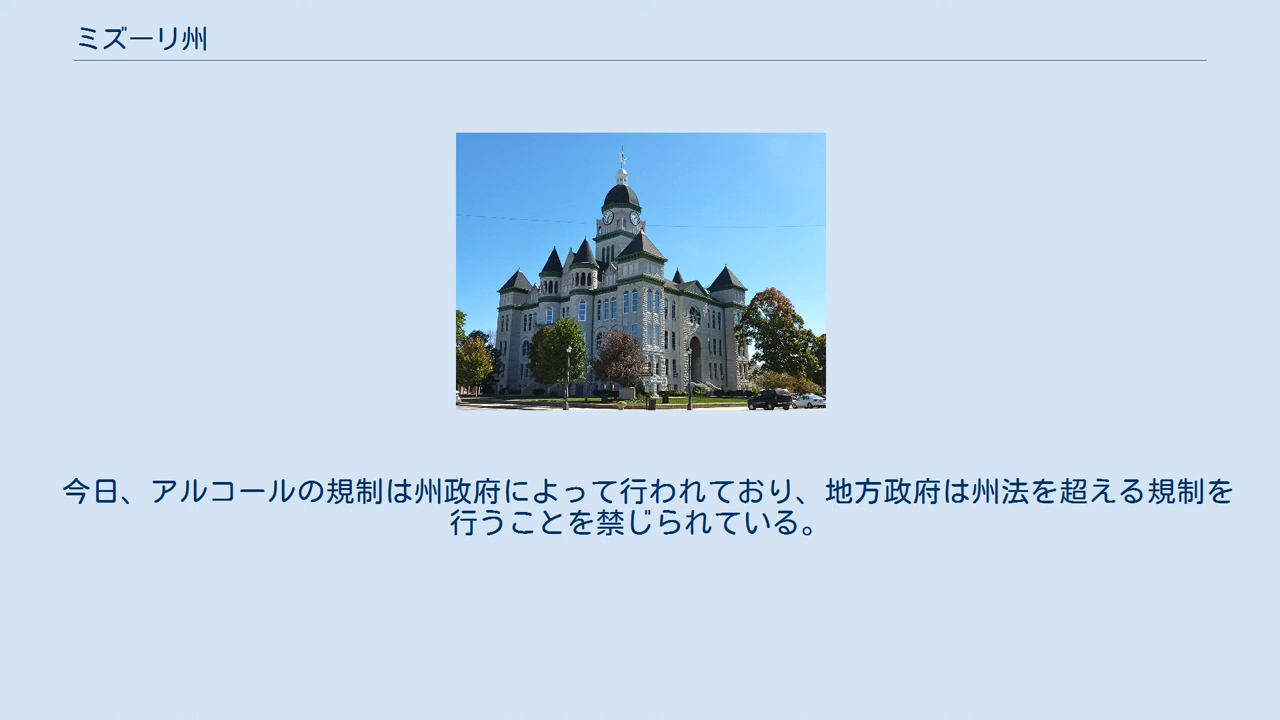 ミズーリ州
今日、アルコールの規制は州政府によって行われており、地方政府は州法を超える規制を
行うことを禁じられている。